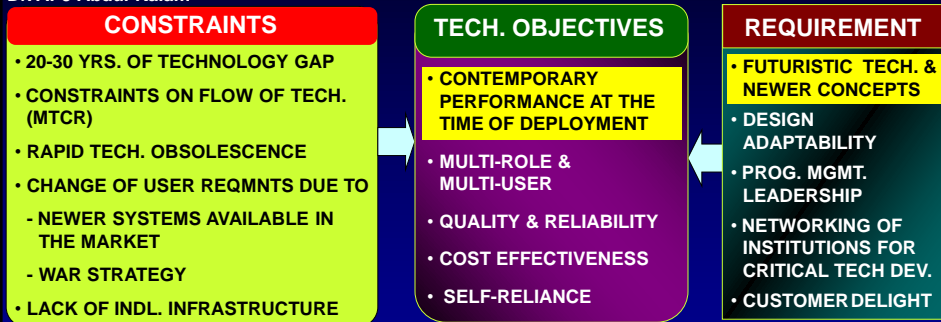 CONSTRAINTS
• 20-30 YRS. OF TECHNOLOGY GAP
• CONSTRAINTS ON FLOW OF TECH.
(MTCR)
• RAPID TECH. OBSOLESCENCE
• CHANGE OF USER REQMNTS DUE TO
- NEWER SYSTEMS AVAILABLE IN
THE MARKET
- WAR STRATEGY
• LACK OF INDL. INFRASTRUCTURE
TECH. OBJECTIVES
• CONTEMPORARY
PERFORMANCE AT THE
TIME OF DEPLOYMENT
• MULTI-ROLE &
MULTI-USER
• QUALITY & RELIABILITY
• COST EFFECTIVENESS
• SELF-RELIANCE
REQUIREMENT
• FUTURISTIC TECH. &
NEWER CONCEPTS
• DESIGN
ADAPTABILITY
• PROG. MGMT.
LEADERSHIP
• NETWORKING OF
INSTITUTIONS FOR
CRITICAL TECH DEV.
• CUSTOMER DELIGHT